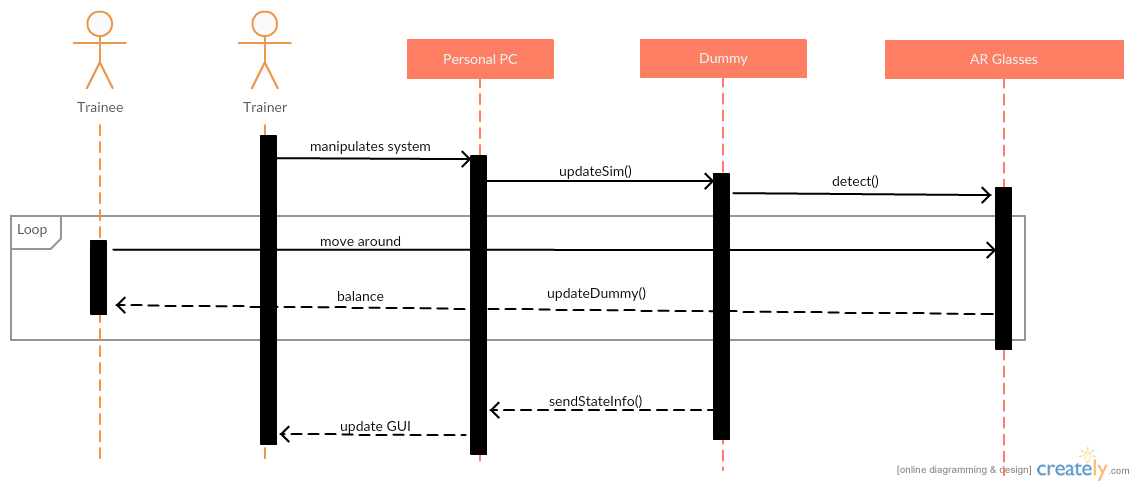 Trainee
Trainer
Personal PC
Dummy
AR Glasses
manipulates system
updateSim()
detect()
Loop
move around
balance
updateDummy()
sendStateInfo()
update GUI
[online diagramming & design] creately.com